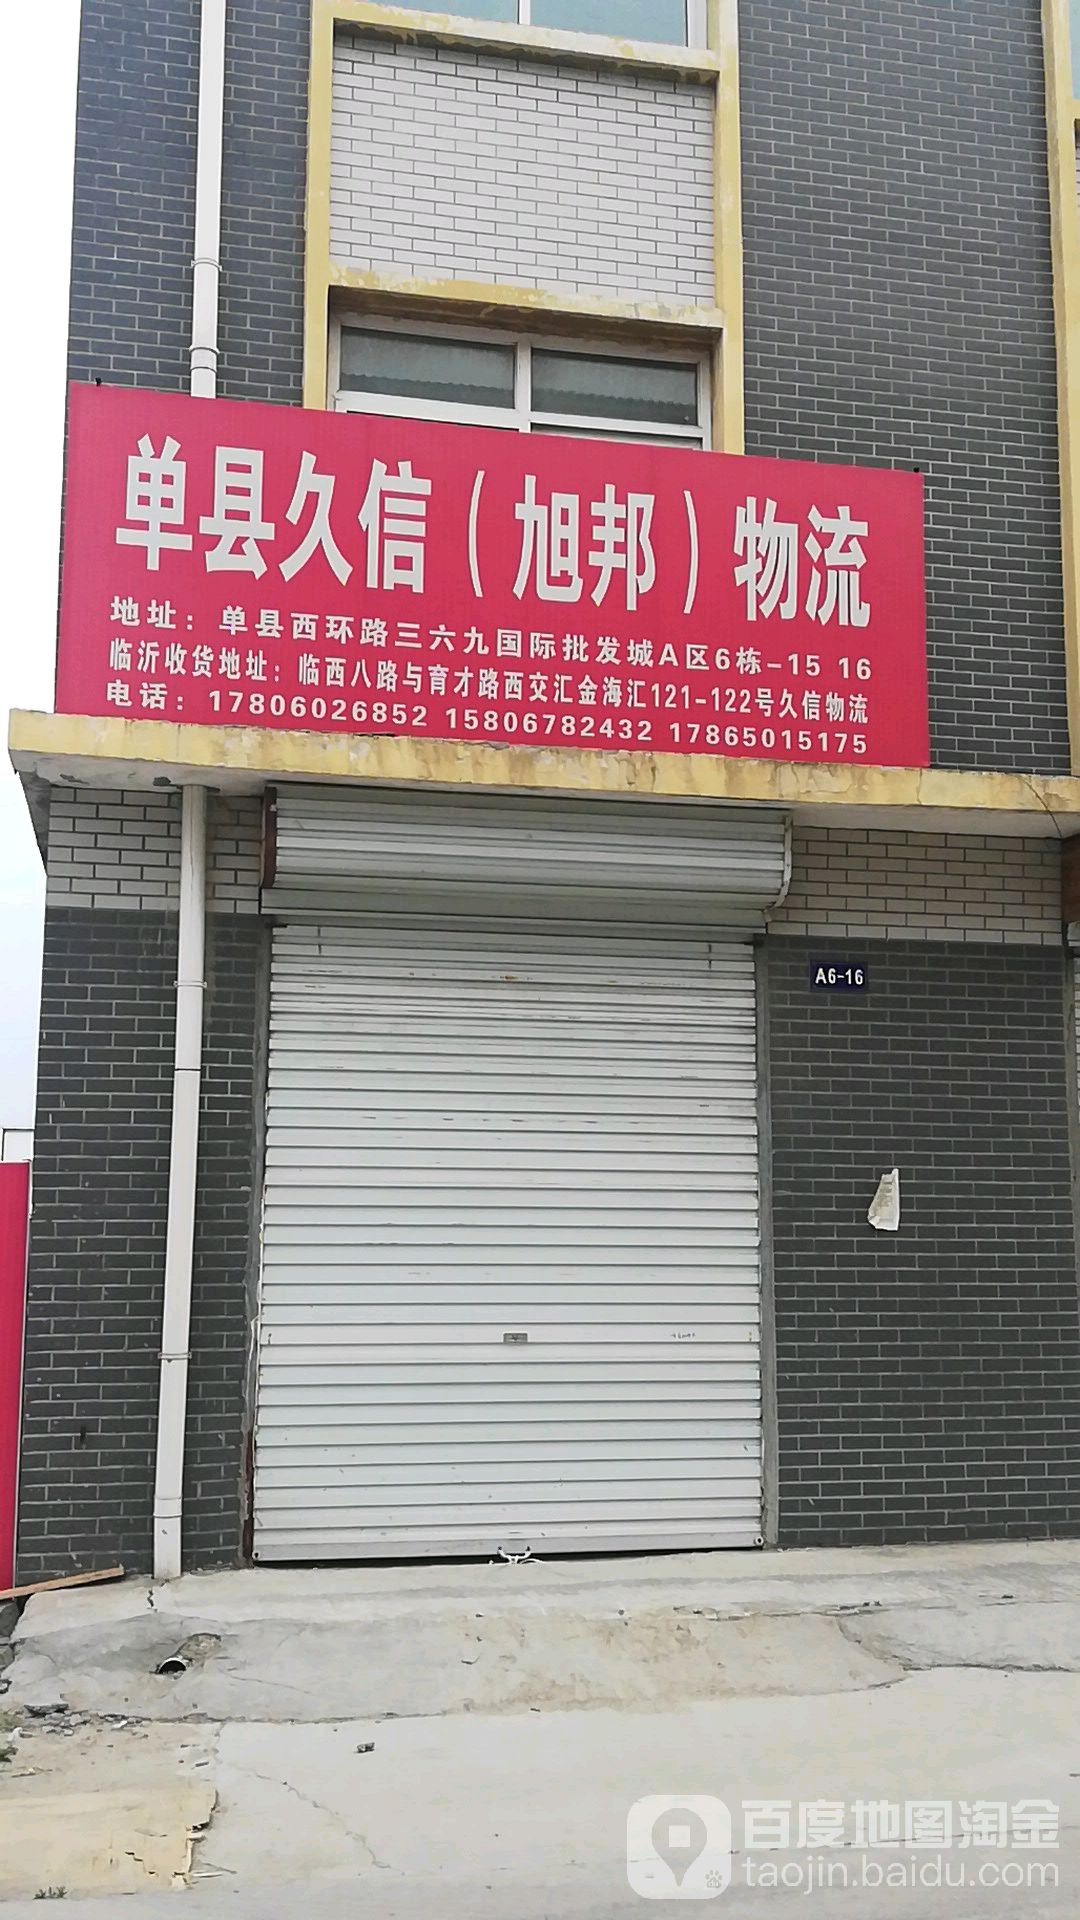 单县久信（旭邦）物流
地址：单县西环路三六九国际批发城A区6栋-15 16
临沂收货地址：临西八路与育才路西交汇金海汇121-122号久信物流
电话：17806026852 15806782432 17865015175
A6-16
百度地图淘金
taojin.baidu.com